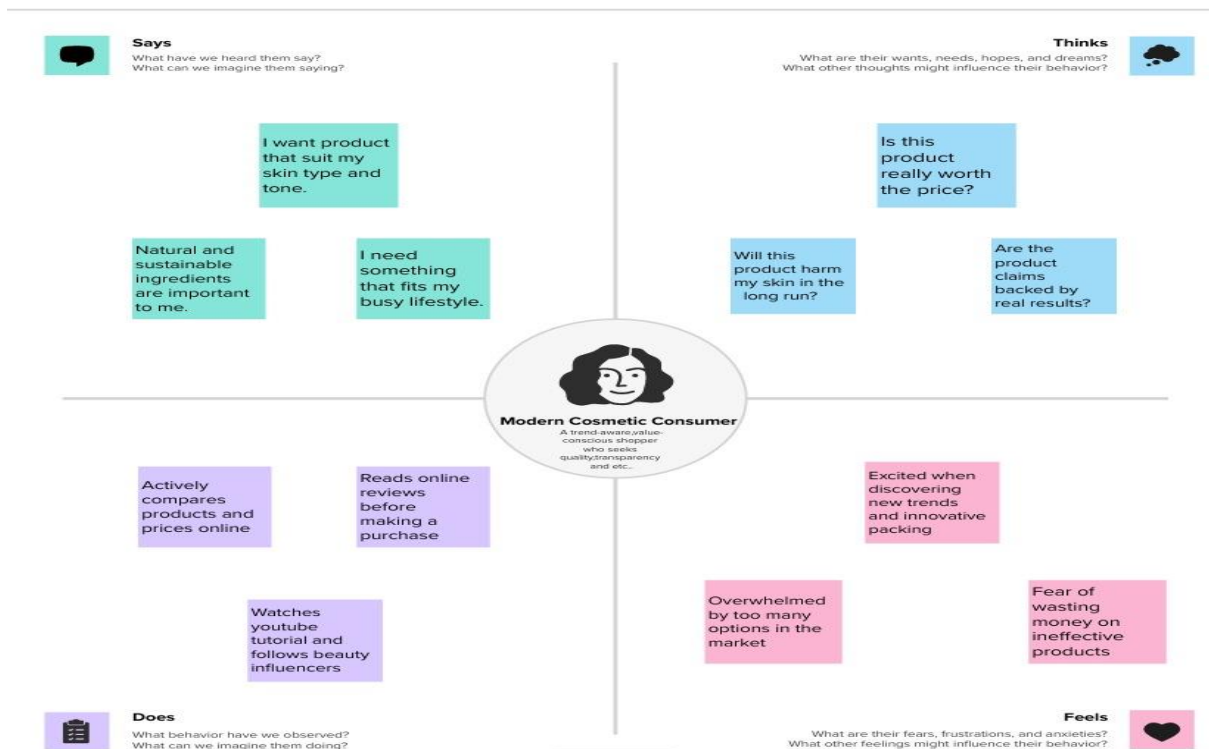 Says
What have we heard them say?
What can we imagine them saying?
Thinks
What are their wants, needs, hopes, and dreams?
What other thoughts might influence their behavior?
I want product
that suit my
skin type and
tone.
Natural and
sustainable
ingredients
are important
to me.
I need
something
that fits my
busy lifestyle.
Is this
product
really worth
the price?
Will this
product harm
my skin in the
long run?
Are the
product
claims
backed by
real results?
Modern Cosmetic Consumer
A trend-aware,value-
conscious shopper
who seeks
quality,transparency
and etc..
Actively
compares
products and
prices online
Reads online
reviews
before
making a
purchase
Watches
youtube
tutorial and
follows beauty
influencers
Excited when
discovering
new trends
and innovative
packing
Overwhelmed
by too many
options in the
market
Fear of
wasting
money on
ineffective
products
Does
What behavior have we observed?
What can we imagine them doing?
Feels
What are their fears, frustrations, and anxieties?
What other feelings might influence their behavior?